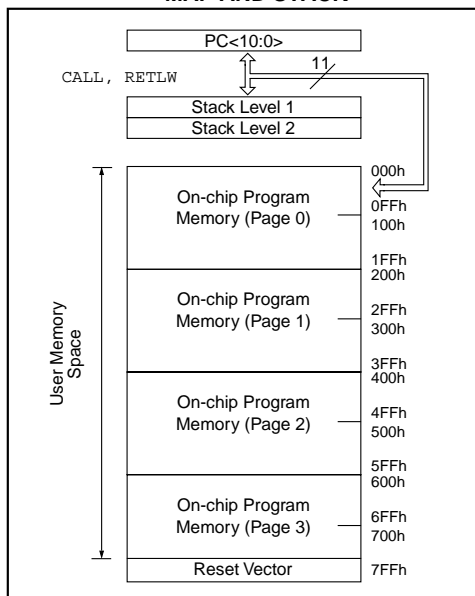 PC<10:0>
11
CALL, RETLW
Stack Level 1
Stack Level 2
000h
On-chip Program
Memory (Page 0)
0FFh
100h
1FFh
200h
On-chip Program
Memory (Page 1)
2FFh
300h
3FFh
400h
On-chip Program
Memory (Page 2)
4FFh
500h
5FFh
600h
On-chip Program
Memory (Page 3)
6FFh
700h
Reset Vector
7FFh
User Memory
Space